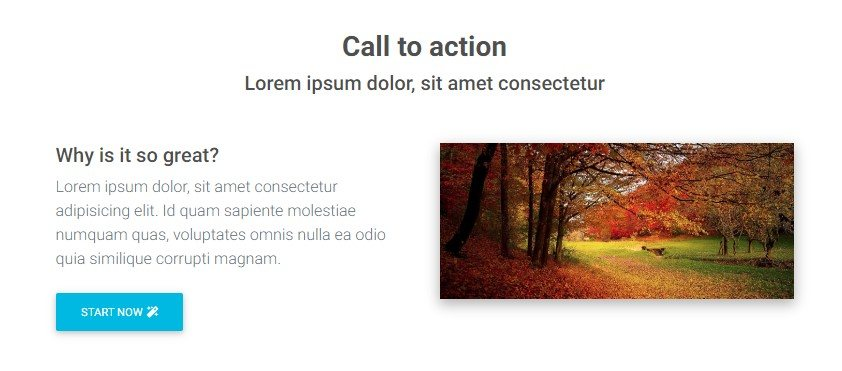 Call to action
Lorem ipsum dolor, sit amet consectetur
Why is it so great?
Lorem ipsum dolor, sit amet consectetur
adipisicing elit. Id quam sapiente molestiae
numquam quas, voluptates omnis nulla ea odio
quia similique corrupti magnam.
START NOW